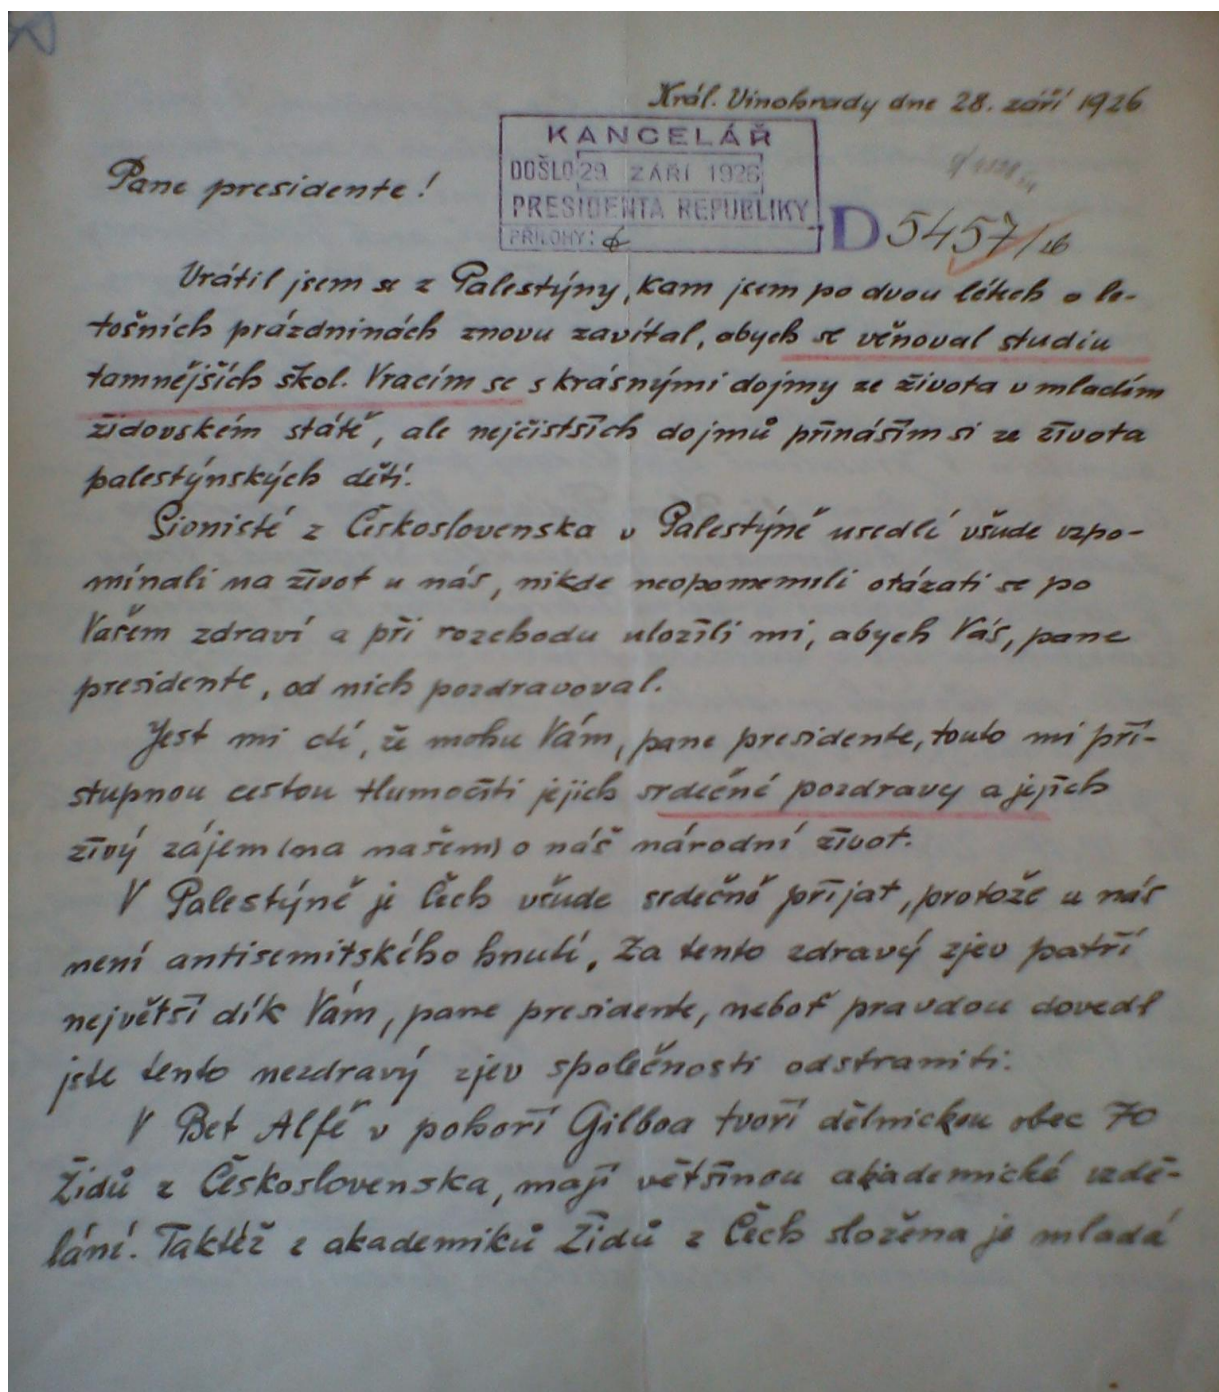 Král. Vinohrady dne 28. září 1926
KANCELÁŘ
DOŠLO 29. ZÁŘÍ 1926
PRESIDENTA REPUBLIKY
PŘÍLOHY:
D 5457/26
Pane presidente!
Vrátil jsem se z Palestýny, kam jsem po dvou létech o le-
tošních prázdninách znovu zavítal, abych se věnoval studiu
tamnějších škol. Vracím se s krásnými dojmy ze života v mladém
židovském státě, ale nejčistších dojmů přináším si ze života
palestýnských dětí.
Sionisté z Československa v Palestýně usedlí všude vzpo-
mínali na život u nás, nikde neopomenuli otázati se po
Vašem zdraví a při rozchodu uložili mi, abych Vás, pane
presidente, od nich pozdravoval.
Jest mi ctí, že mohu Vám, pane presidente, touto mi pří-
stupnou cestou tlumočiti jejich srdečné pozdravy a jejich
živý zájem (na našem) o náš národní život.
V Palestýně je Čech všude srdečně přijat, protože u nás
není antisemitského hnutí. Za tento zdravý zjev patří
největší dík Vám, pane presidente, neboť pravdou dovedl
jste tento nezdravý zjev společnosti odstraniti.
V Bet Alfě v pohoří Gilboa tvoří dělnickou obec 70
Židů z Československa, mají většinou akademické vzdě-
lání. Taktéž z akademiků Židů z Čech složena je mladá